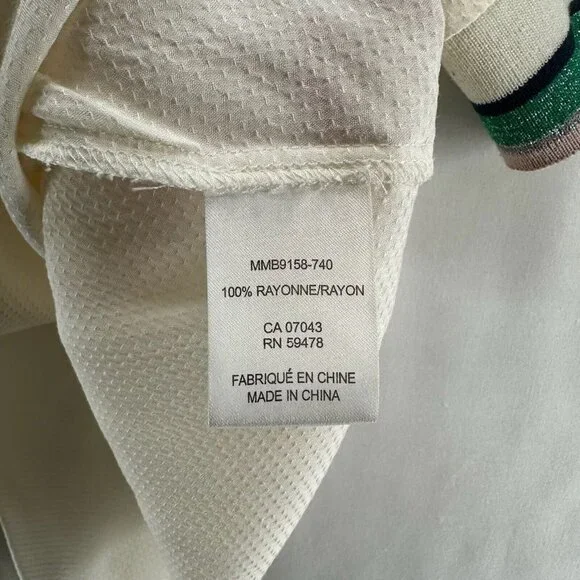 MMB9158-740
100% RAYONNE/RAYON
CA 07043
RN 59478
FABRIQUÉ EN CHINE
MADE IN CHINA